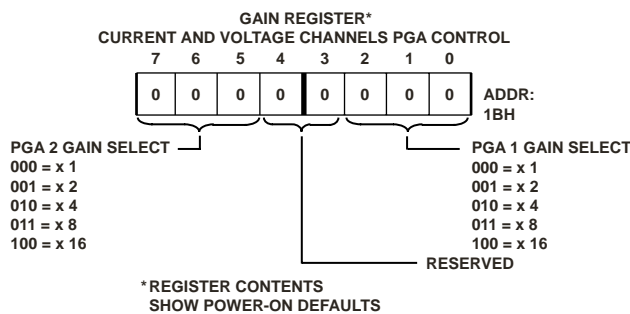 GAIN REGISTER*
CURRENT AND VOLTAGE CHANNELS PGA CONTROL
7 6 5 4 3 2 1 0
0 0 0 0 0 0 0 0
ADDR:
1BH
PGA 2 GAIN SELECT
000 = x 1
001 = x 2
010 = x 4
011 = x 8
100 = x 16
PGA 1 GAIN SELECT
000 = x 1
001 = x 2
010 = x 4
011 = x 8
100 = x 16
RESERVED
*REGISTER CONTENTS
SHOW POWER-ON DEFAULTS